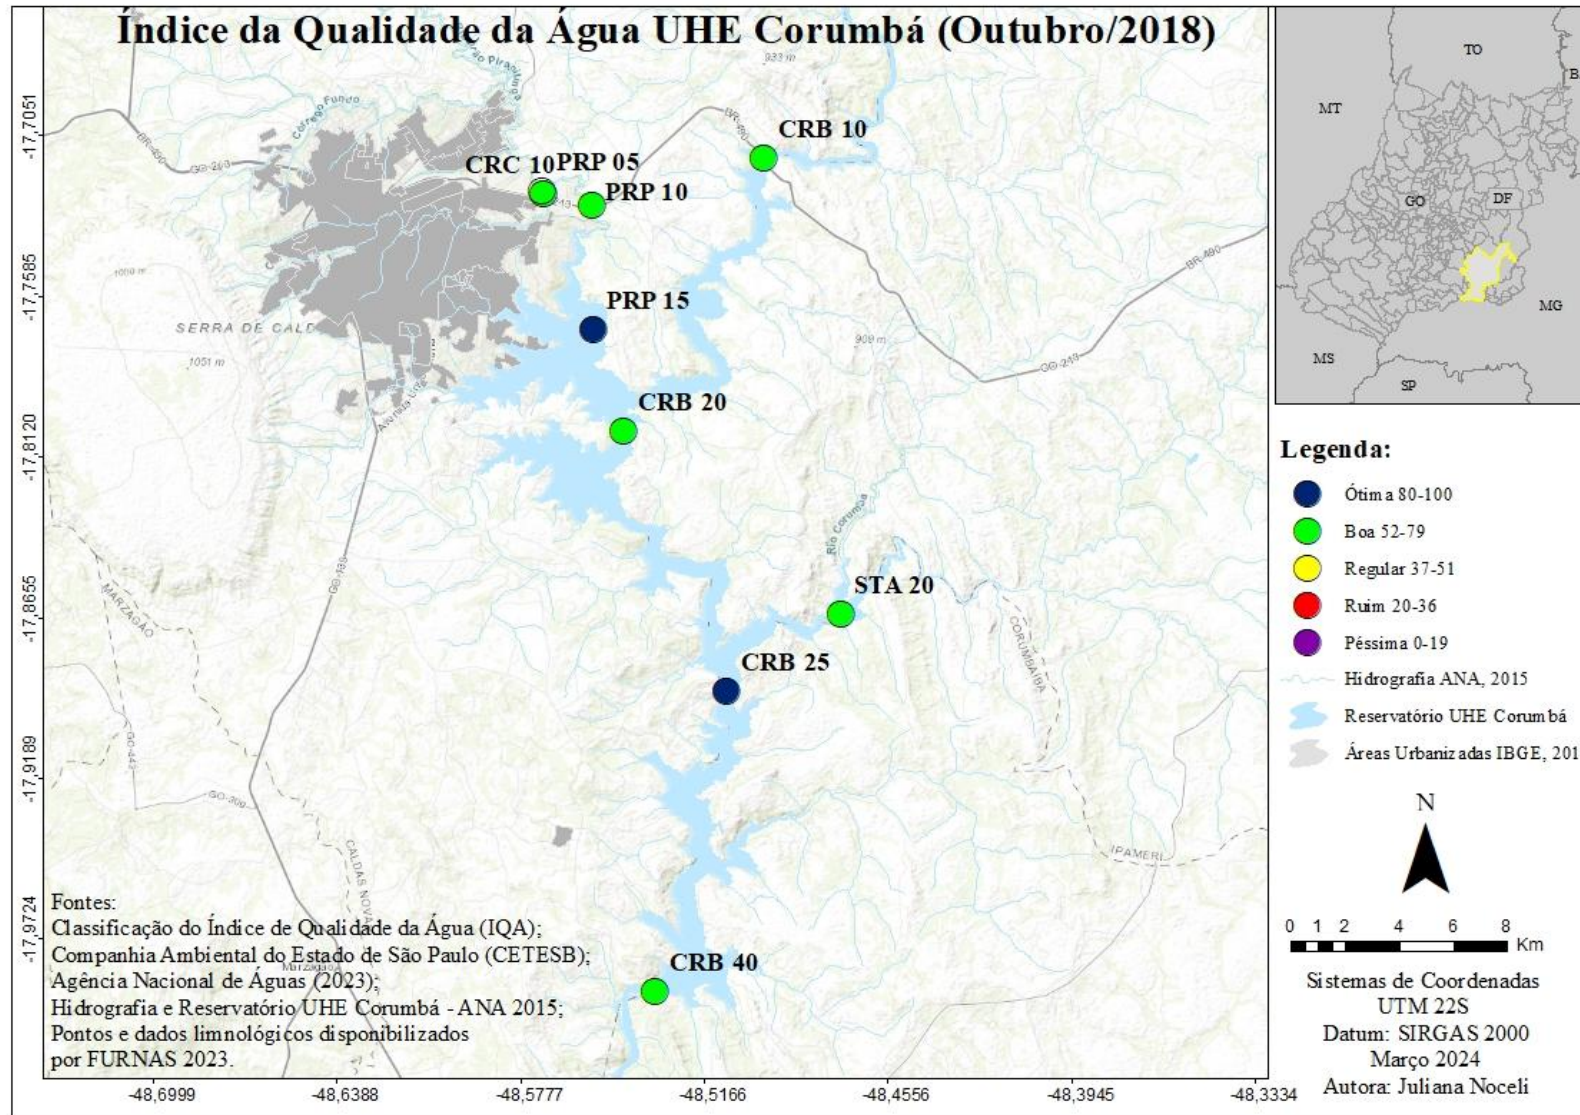 Índice da Qualidade da Água UHE Corumbá (Outubro/2018)
933 m
Córrego Fundo
BR-490
GO-213
BR-490
CRB 10
CRC 10
PRP 05
PRP 10
PRP 15
SERRA DE CALD
1051 m
909 m
BR-490
GO-213
CRB 20
Rio Corumbá
STA 20
CRB 25
CRB 40
GO-139
MARZAGÃO
CORUMBAÍBA
IPAMERI
GO-309
CALDAS NOVA
Marzagão
-17,7051
-17,7585
-17,8120
-17,8655
-17,9189
-17,9724
-48,6999
-48,6388
-48,5777
-48,5166
-48,4556
-48,3945
-48,3334
Fontes:
Classificação do Índice de Qualidade da Água (IQA);
Companhia Ambiental do Estado de São Paulo (CETESB);
Agência Nacional de Águas (2023);
Hidrografia e Reservatório UHE Corumbá - ANA 2015;
Pontos e dados limnológicos disponibilizados
por FURNAS 2023.
TO
B
MT
GO
DF
MG
MS
SP
Legenda:
Ótima 80-100
Boa 52-79
Regular 37-51
Ruim 20-36
Péssima 0-19
Hidrografia ANA, 2015
Reservatório UHE Corumbá
Áreas Urbanizadas IBGE, 201
N
0 1 2 4 6 8 Km
Sistemas de Coordenadas
UTM 22S
Datum: SIRGAS 2000
Março 2024
Autora: Juliana Noceli